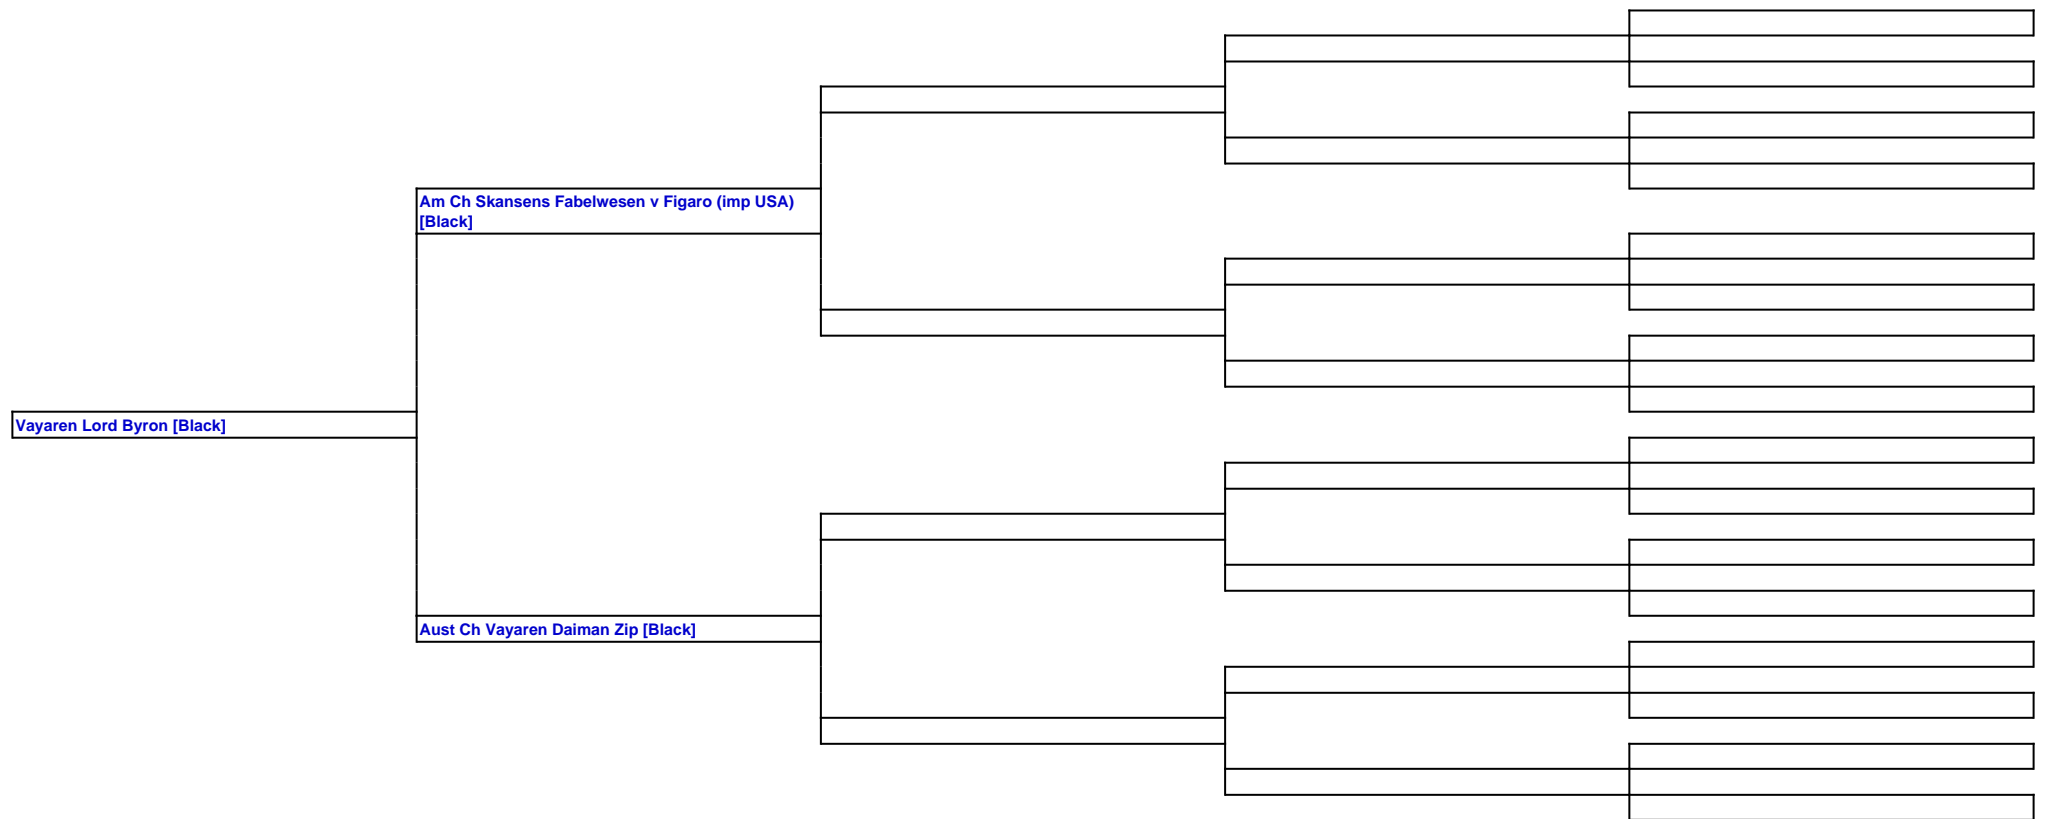 Am Ch Skansens Fabelwesen v Figaro (imp USA)
[Black]
Vayaren Lord Byron [Black]
Aust Ch Vayaren Daiman Zip [Black]